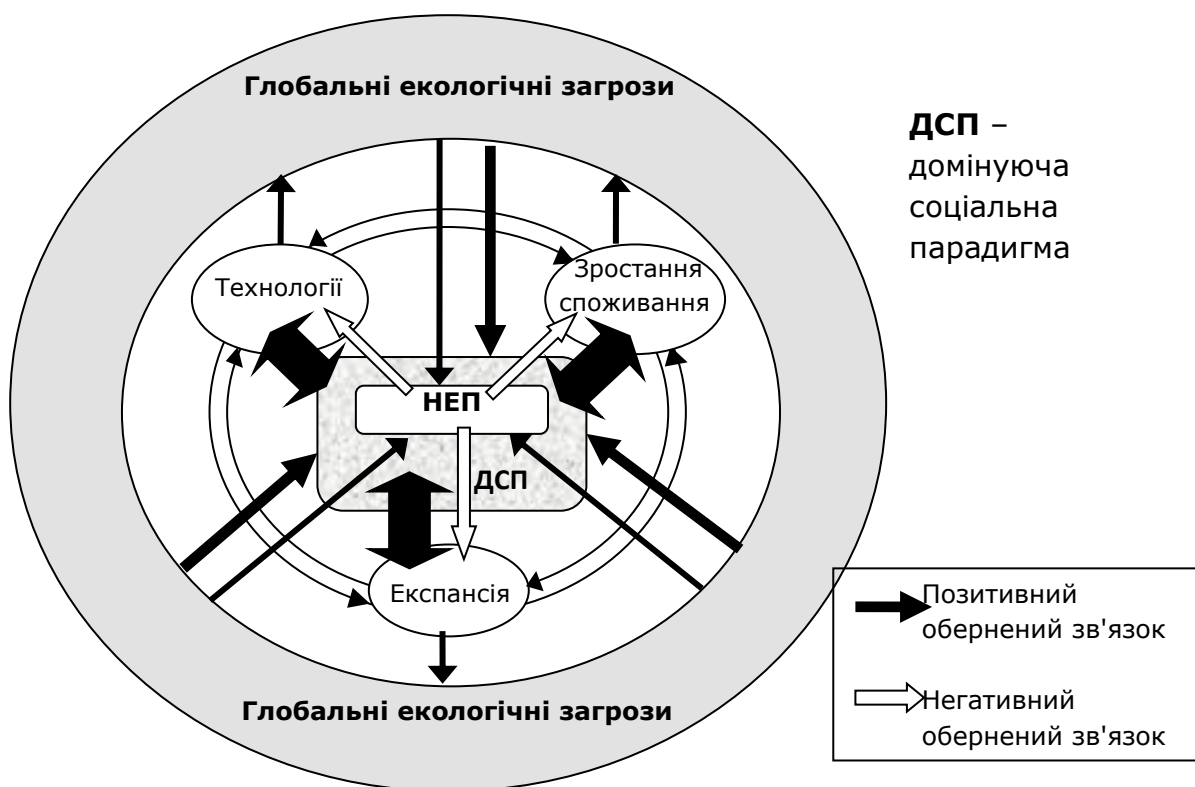 Глобальні екологічні загрози
ДСП –
домінуюча
соціальна
парадигма
Технології
Зростання
споживання
НЕП
ДСП
Експансія
Глобальні екологічні загрози
Позитивний
обернений зв'язок
Негативний
обернений зв'язок